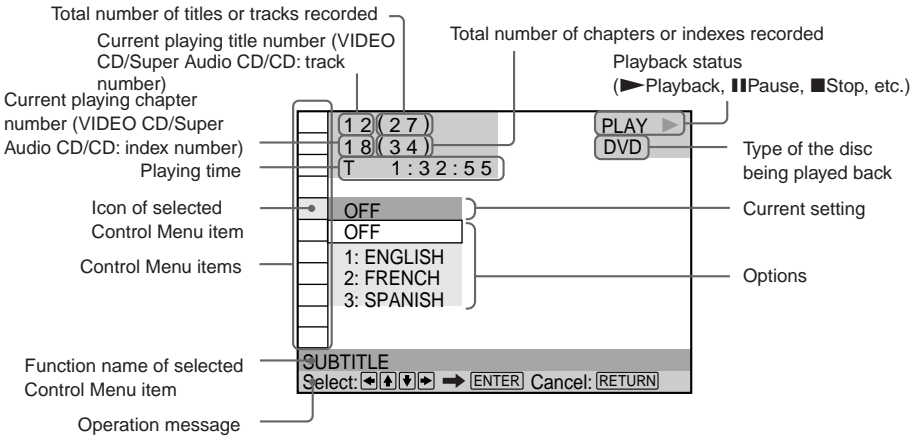 Total number of titles or tracks recorded
Current playing title number (VIDEO
CD/Super Audio CD/CD: track
number)
Total number of chapters or indexes recorded
Playback status
(►Playback, ❚❚Pause, ■Stop, etc.)
Current playing chapter
number (VIDEO CD/Super
Audio CD/CD: index number)
Playing time
Icon of selected
Control Menu item
Control Menu items
Function name of selected
Control Menu item
Operation message
12(27)
18(34)
T 1:32:55
PLAY ►
DVD
OFF
OFF
1: ENGLISH
2: FRENCH
3: SPANISH
SUBTITLE
Select: ←↑↓→ ➡ ENTER Cancel: RETURN
Type of the disc
being played back
Current setting
Options